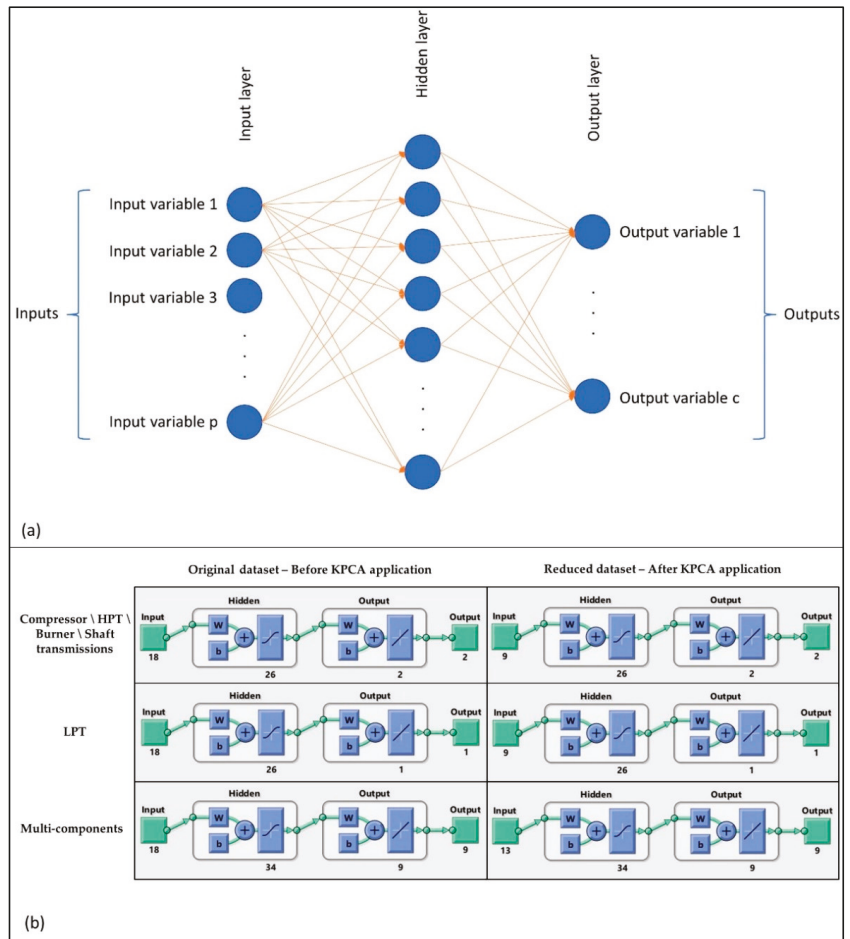 Input layer
Hidden layer
Output layer
Inputs
Input variable 1
Input variable 2
Input variable 3
.
.
.
Input variable p
.
.
.
Output variable 1
.
.
.
Output variable c
Outputs
(a)
Original dataset – Before KPCA application
Reduced dataset – After KPCA application
Compressor \ HPT \
Burner \ Shaft
transmissions
Input
18
Hidden
W
b
+
26
Output
W
b
+
2
Output
2
Input
9
Hidden
W
b
+
26
Output
W
b
+
2
Output
2
LPT
Input
18
Hidden
W
b
+
26
Output
W
b
+
1
Output
1
Input
9
Hidden
W
b
+
26
Output
W
b
+
1
Output
1
Multi-components
Input
18
Hidden
W
b
+
34
Output
W
b
+
9
Output
9
Input
13
Hidden
W
b
+
34
Output
W
b
+
9
Output
9
(b)